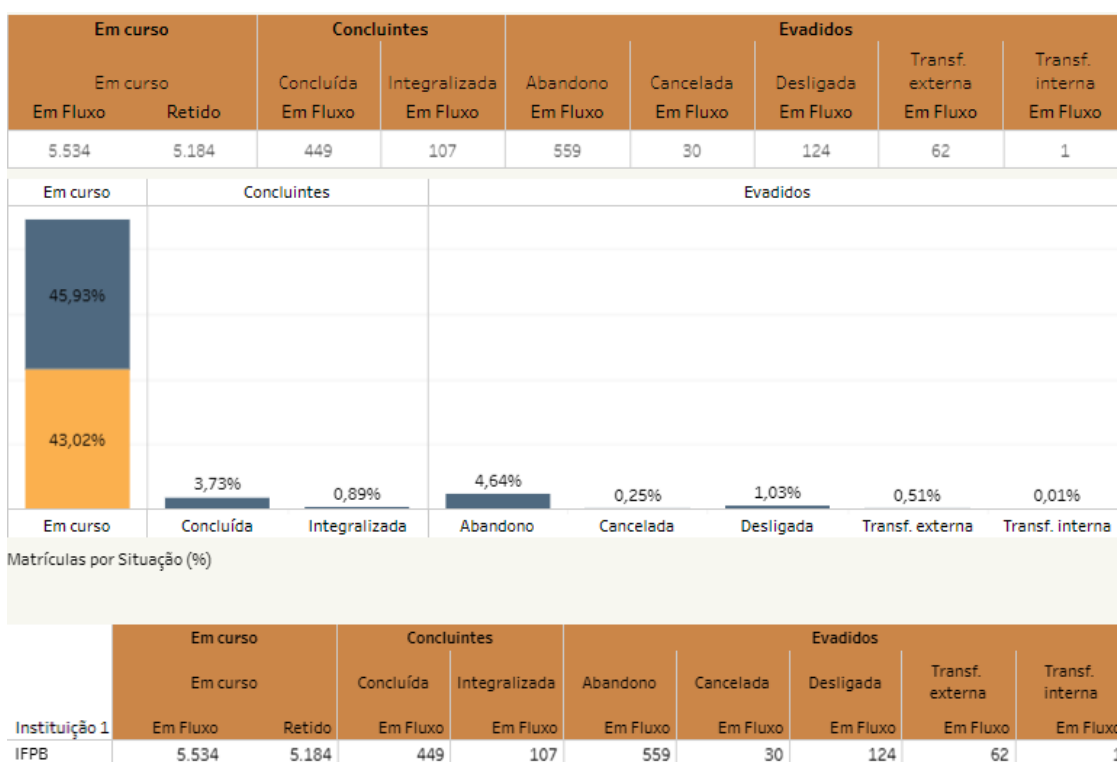 Em curso Concluintes Evadidos
Em curso Concluída Integralizada Abandono Cancelada Desligada Transf. externa Transf. interna
Em Fluxo Retido Em Fluxo Em Fluxo Em Fluxo Em Fluxo Em Fluxo Em Fluxo Em Fluxo
5.534 5.184 449 107 559 30 124 62 1
Em curso Concluintes Evadidos
45,93%
43,02%
3,73% 0,89% 4,64% 0,25% 1,03% 0,51% 0,01%
Em curso Concluída Integralizada Abandono Cancelada Desligada Transf. externa Transf. interna
Matrículas por Situação (%)
Em curso Concluintes Evadidos
Em curso Concluída Integralizada Abandono Cancelada Desligada Transf. externa Transf. interna
Instituição 1 Em Fluxo Retido Em Fluxo Em Fluxo Em Fluxo Em Fluxo Em Fluxo Em Fluxo Em Fluxo
IFPB 5.534 5.184 449 107 559 30 124 62 1